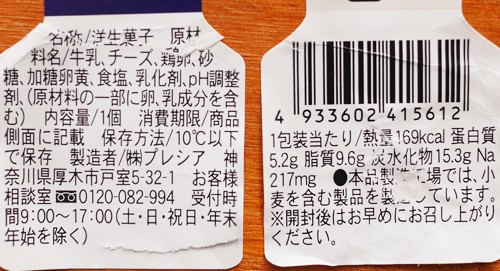 名称/洋生菓子 原材
料名/牛乳、チーズ、鶏卵、砂
糖、加糖卵黄、食塩、乳化剤、pH調整
剤、(原材料の一部に卵、乳成分を含
む) 内容量/1個 消費期限/商品
側面に記載 保存方法/10℃以下
で保存 製造者/㈱プレシア 神
奈川県厚木市戸室5-32-1 お客様
相談室 0120-082-994 受付時
間9:00〜17:00(土・日・祝日・年末
年始を除く)
4 933602 415612
1包装当たり/熱量169kcal 蛋白質
5.2g 脂質9.6g 炭水化物15.3g Na
217mg ●本品製造工場では、小
麦を含む製品を製造しています。
※開封後はお早めにお召し上がり
ください。